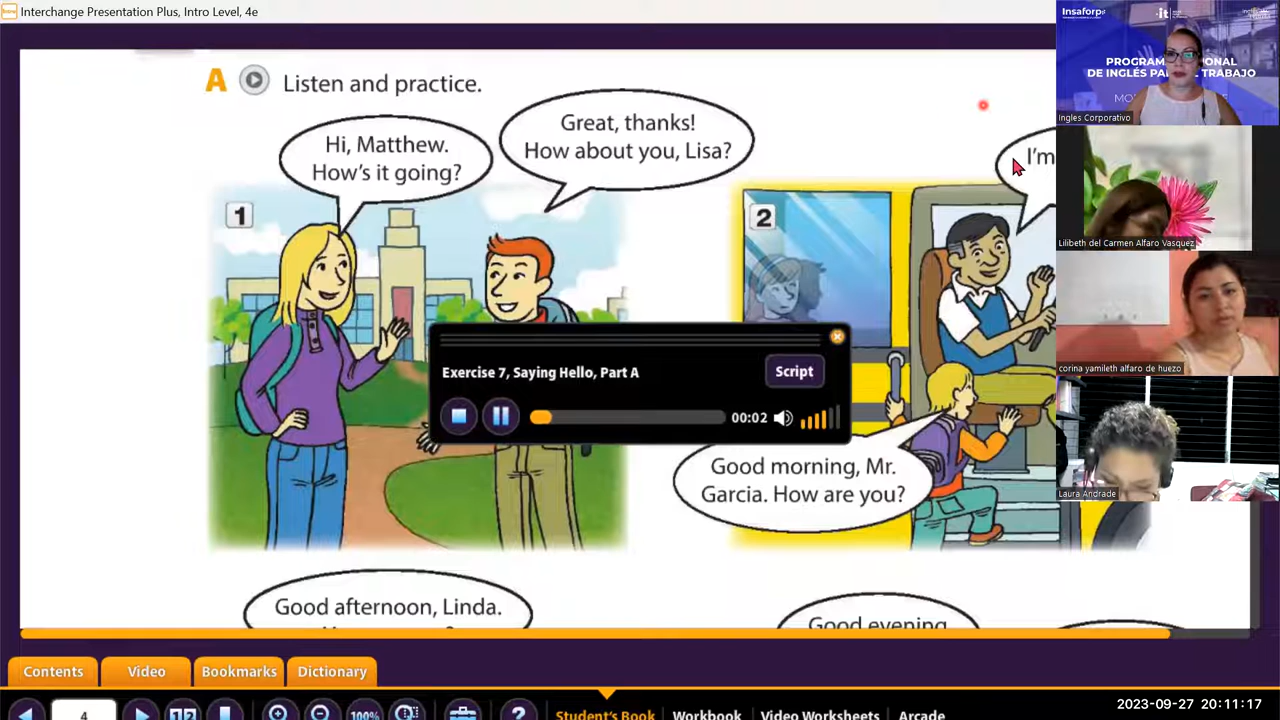 Interchange Presentation Plus, Intro Level, 4e
A Listen and practice.
Hi, Matthew.
How's it going?
Great, thanks!
How about you, Lisa?
I'm
1
2
Exercise 7, Saying Hello, Part A
Script
00:02
Good morning, Mr.
Garcia. How are you?
Good afternoon, Linda.
Good evening,
Contents
Video
Bookmarks
Dictionary
4
100%
?
Student's Book
Workbook
Video Worksheets
Arcade
2023-09-27 20:11:17
Insaforp
Ingles Corporativo
Lilibeth del Carmen Alfaro Vasquez
corina yamileth alfaro de huezo
Laura Andrade